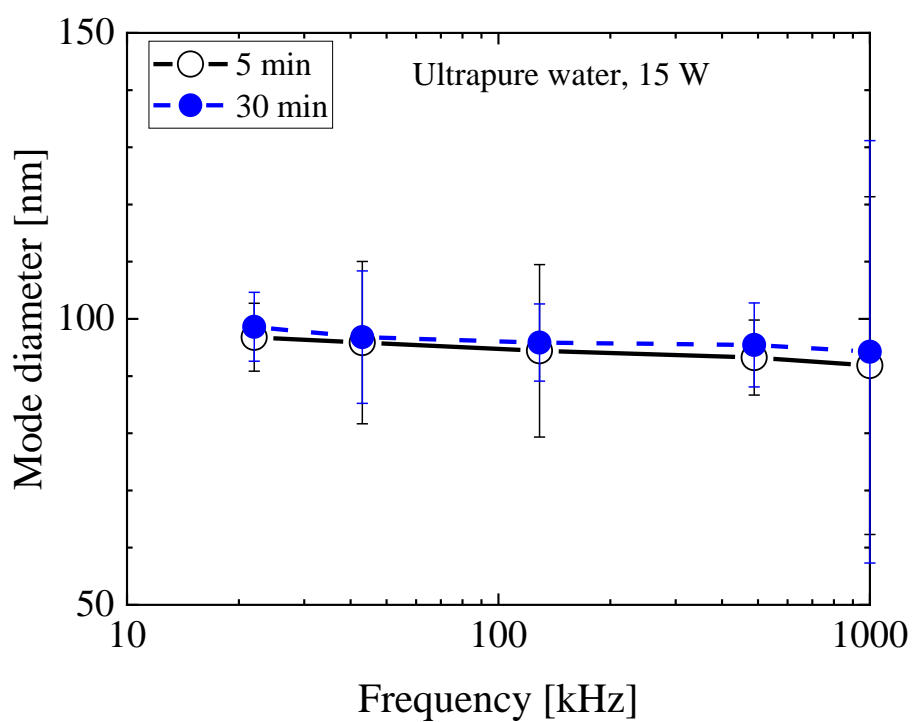 150
5 min
30 min
Ultrapure water, 15 W
Mode diameter [nm]
100
50
10
100
1000
Frequency [kHz]